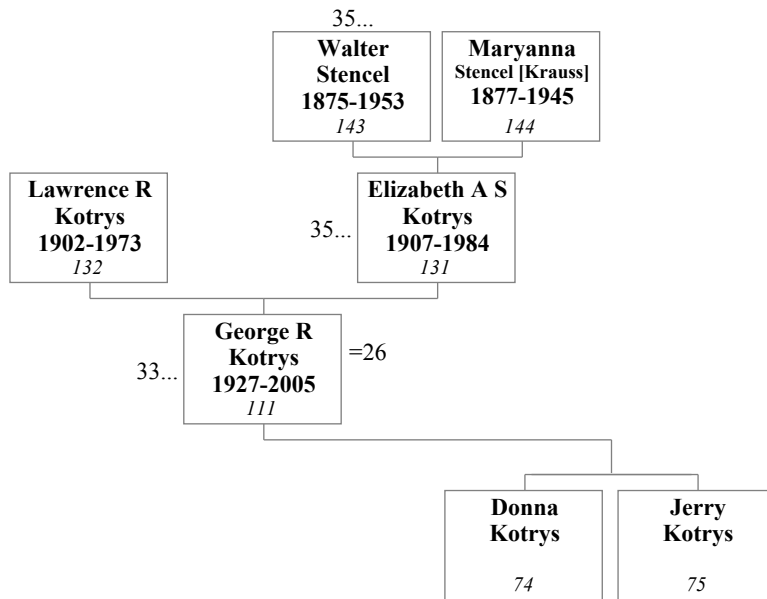 35...
Walter
Stencel
1875-1953
143
Maryanna
Stencel [Krauss]
1877-1945
144
Lawrence R
Kotrys
1902-1973
132
35...
Elizabeth A S
Kotrys
1907-1984
131
33...
George R
Kotrys
1927-2005
111
=26
Donna
Kotrys
74
Jerry
Kotrys
75